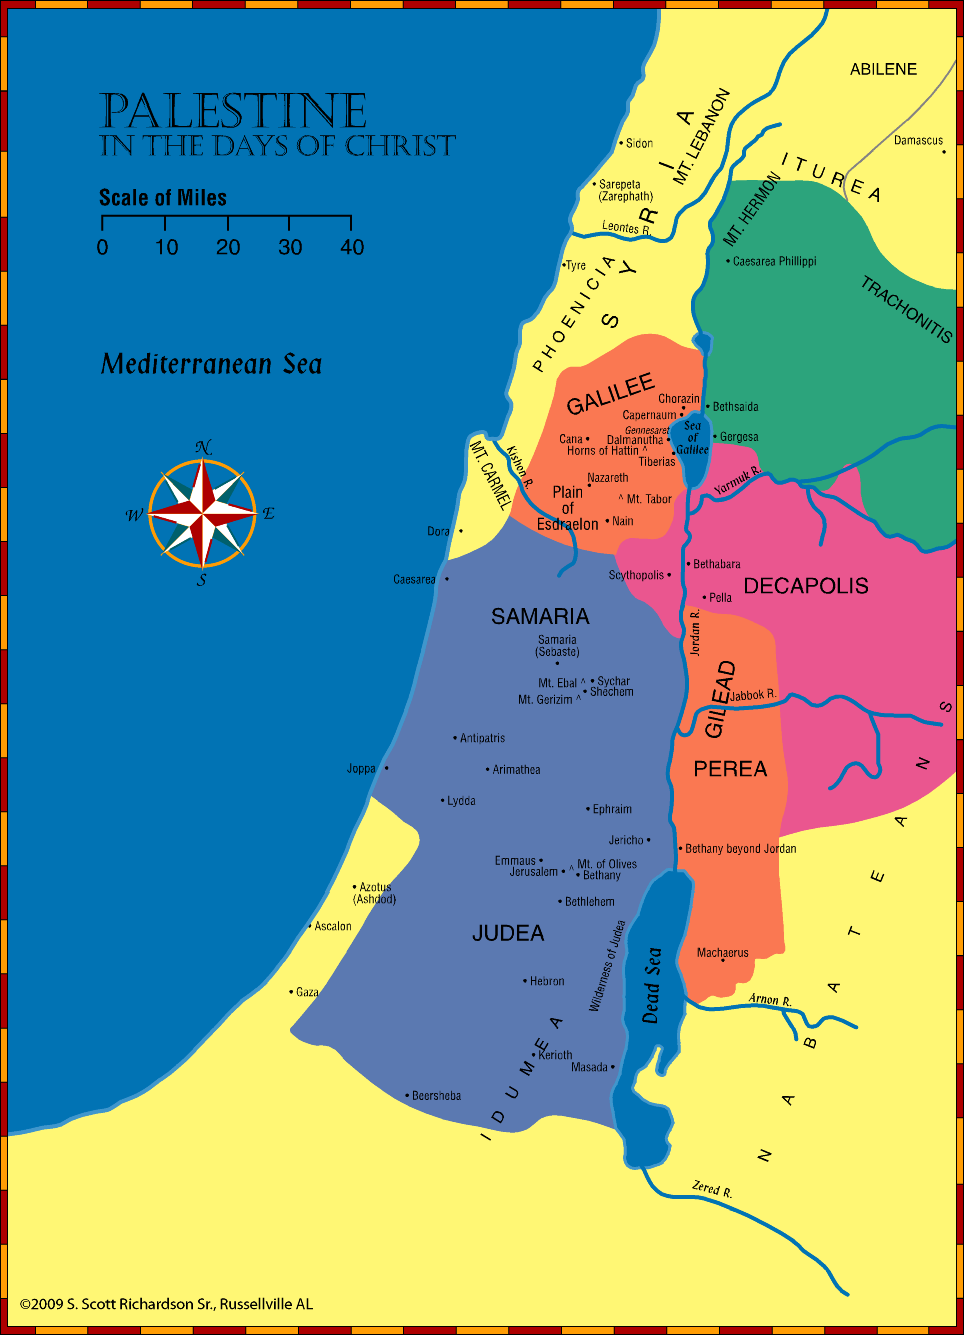 PALESTINE
IN THE DAYS OF CHRIST
Scale of Miles
0 10 20 30 40
Mediterranean Sea
N
W
E
S
ABILENE
Damascus
ITUREA
SYRIA
MT. LEBANON
Sidon
Sarepeta
(Zarephath)
Leontes R.
MT. HERMON
Caesarea Phillippi
TRACHONITIS
Tyre
PHOENICIA
GALILEE
Chorazin
Capernaum
Bethsaida
Gennesaret
Sea
of
Galilee
Cana
Dalmanutha
Gergesa
Horns of Hattin ^
Tiberias
MT. CARMEL
Kishon R.
Nazareth
Yarmuk R.
Plain
of
Esdraelon
^ Mt. Tabor
Nain
Dora
Bethabara
Caesarea
Scythopolis
DECAPOLIS
Pella
SAMARIA
Jordan R.
Samaria
(Sebaste)
Mt. Ebal ^
Sychar
Shechem
Mt. Gerizim ^
GILEAD
Jabbok R.
Antipatris
Joppa
Arimathea
PEREA
Lydda
Ephraim
Jericho
Bethany beyond Jordan
Emmaus
^ Mt. of Olives
Jerusalem
Bethany
Azotus
(Ashdod)
Bethlehem
Ascalon
JUDEA
Wilderness of Judea
Dead Sea
Machaerus
Hebron
Gaza
Arnon R.
NABATEANS
IDUMEA
Kerioth
Masada
Beersheba
Zered R.
©2009 S. Scott Richardson Sr., Russellville AL